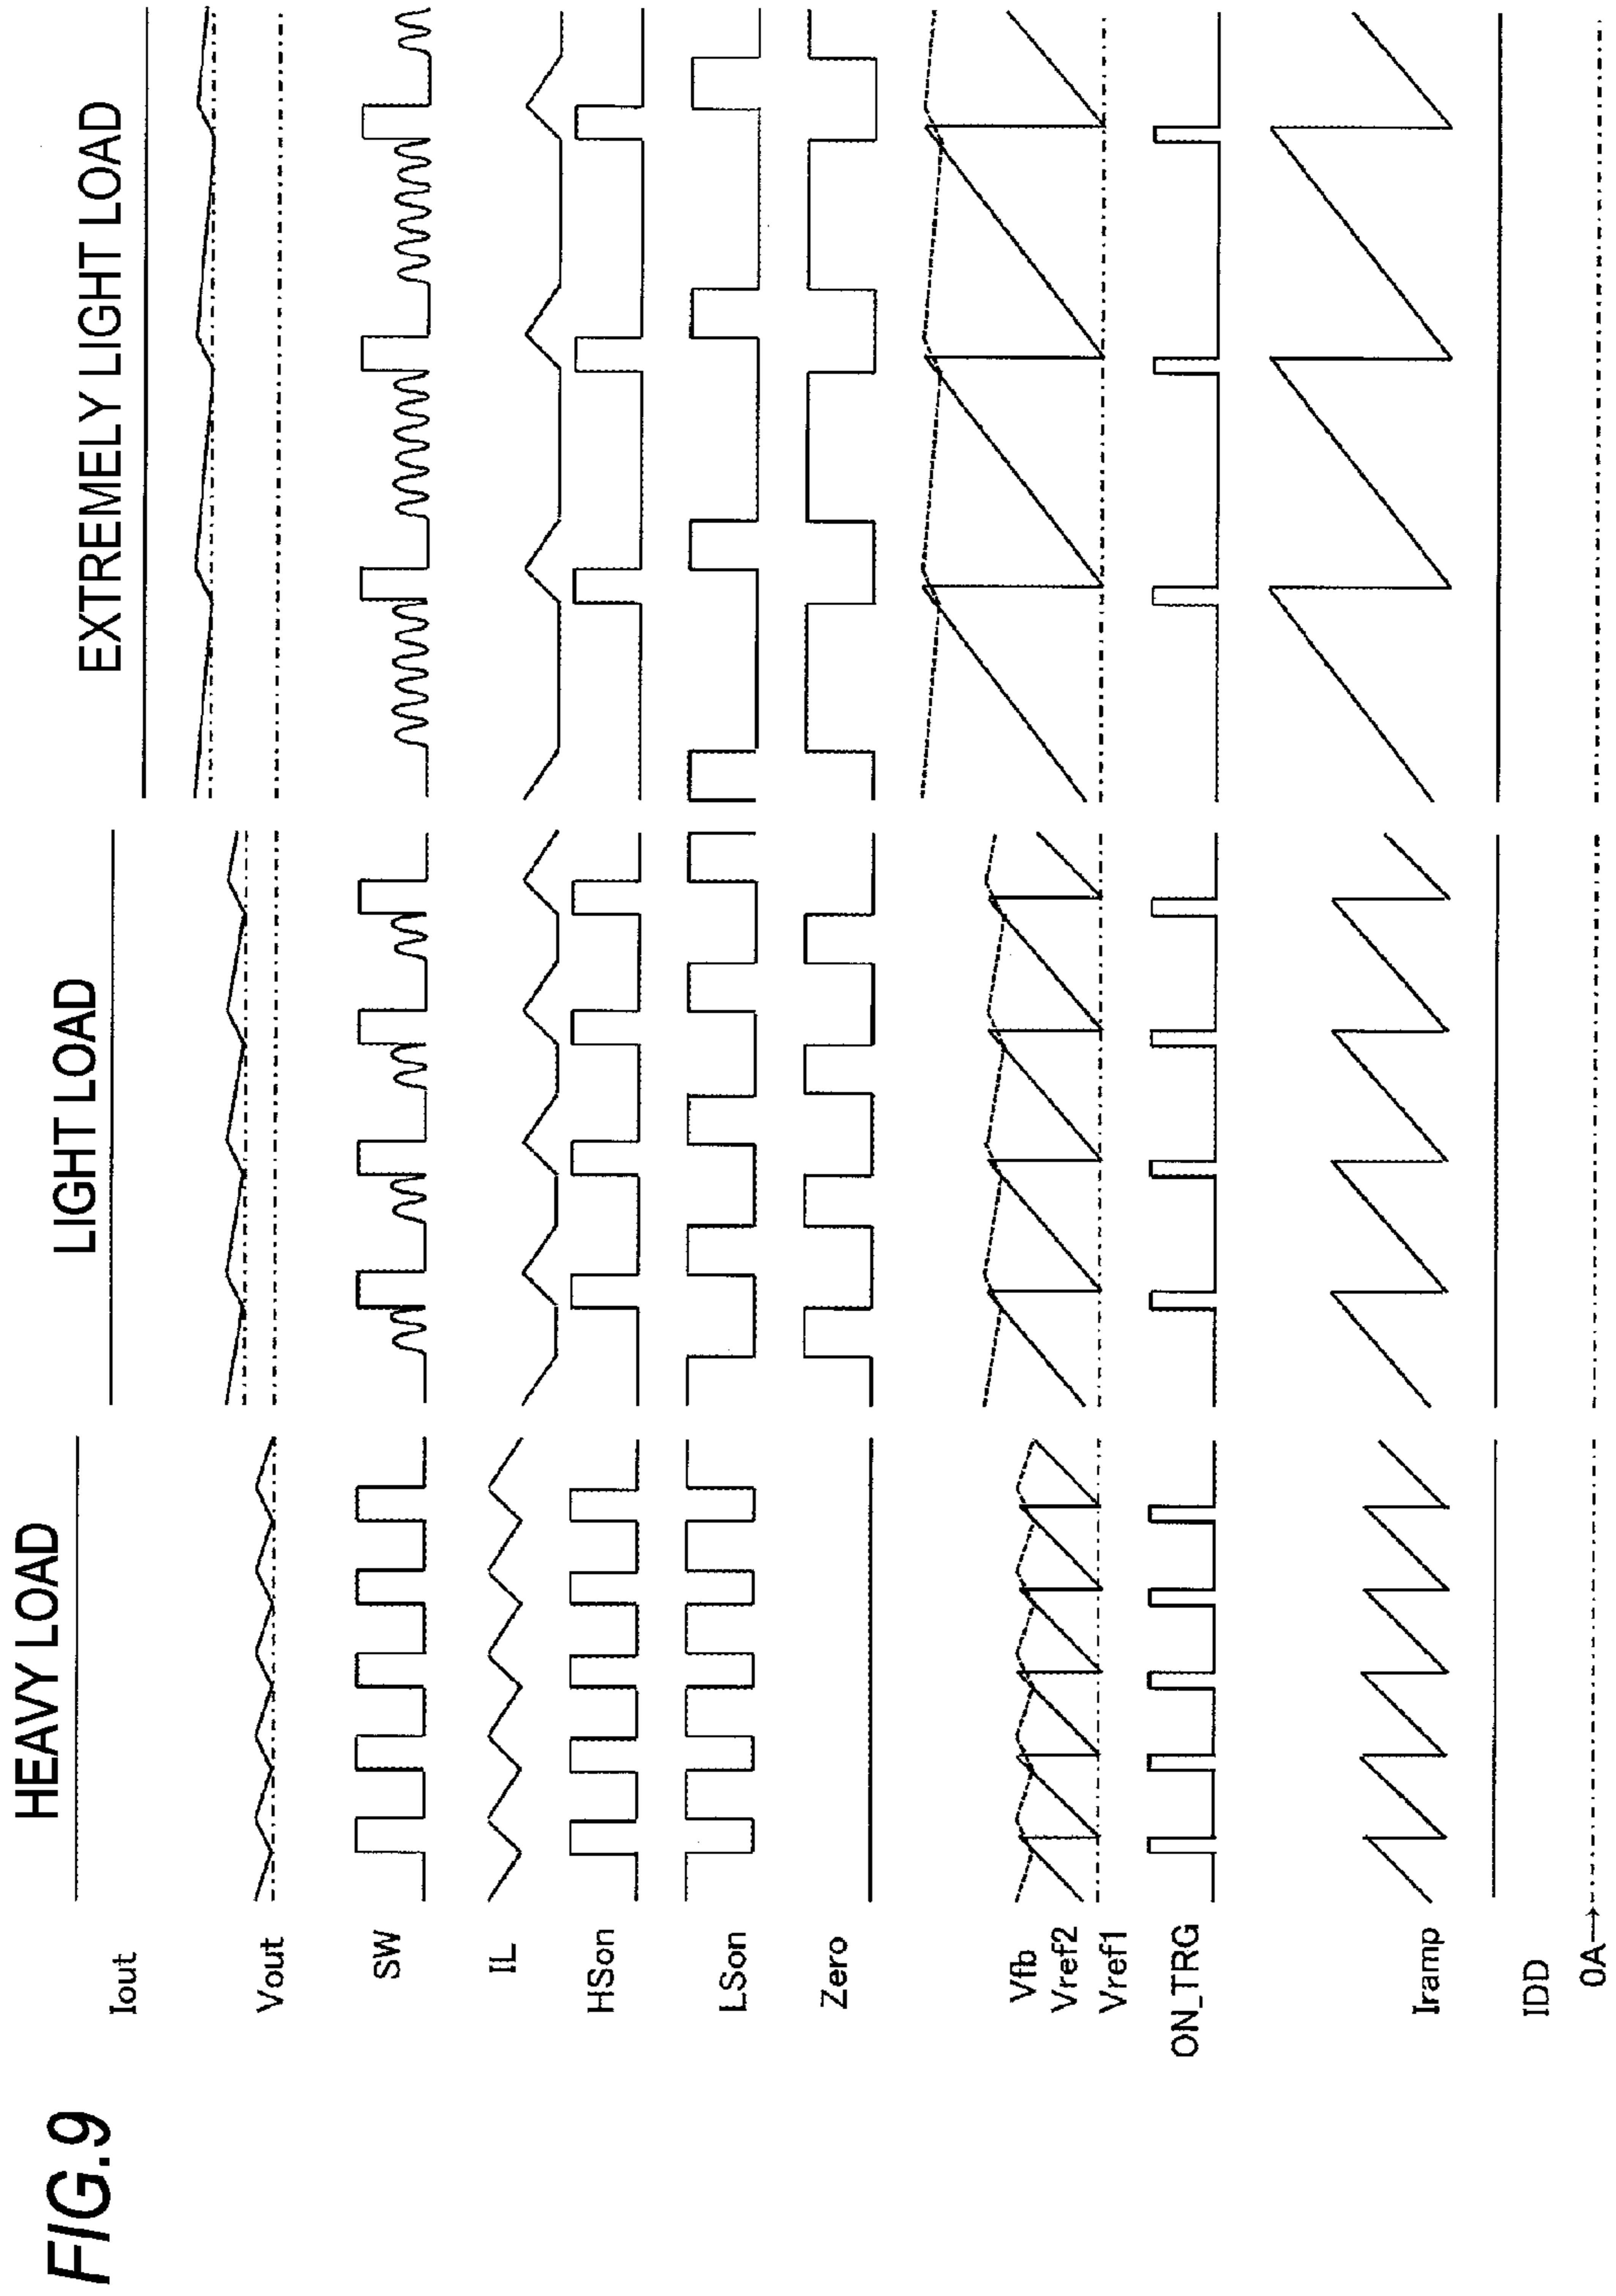 FIG.9
HEAVY LOAD
LIGHT LOAD
EXTREMELY LIGHT LOAD
Iout
Vout
SW
IL
HSon
LSon
Zero
Vfb
Vref2
Vref1
ON_TRG
Iramp
IDD
0A→